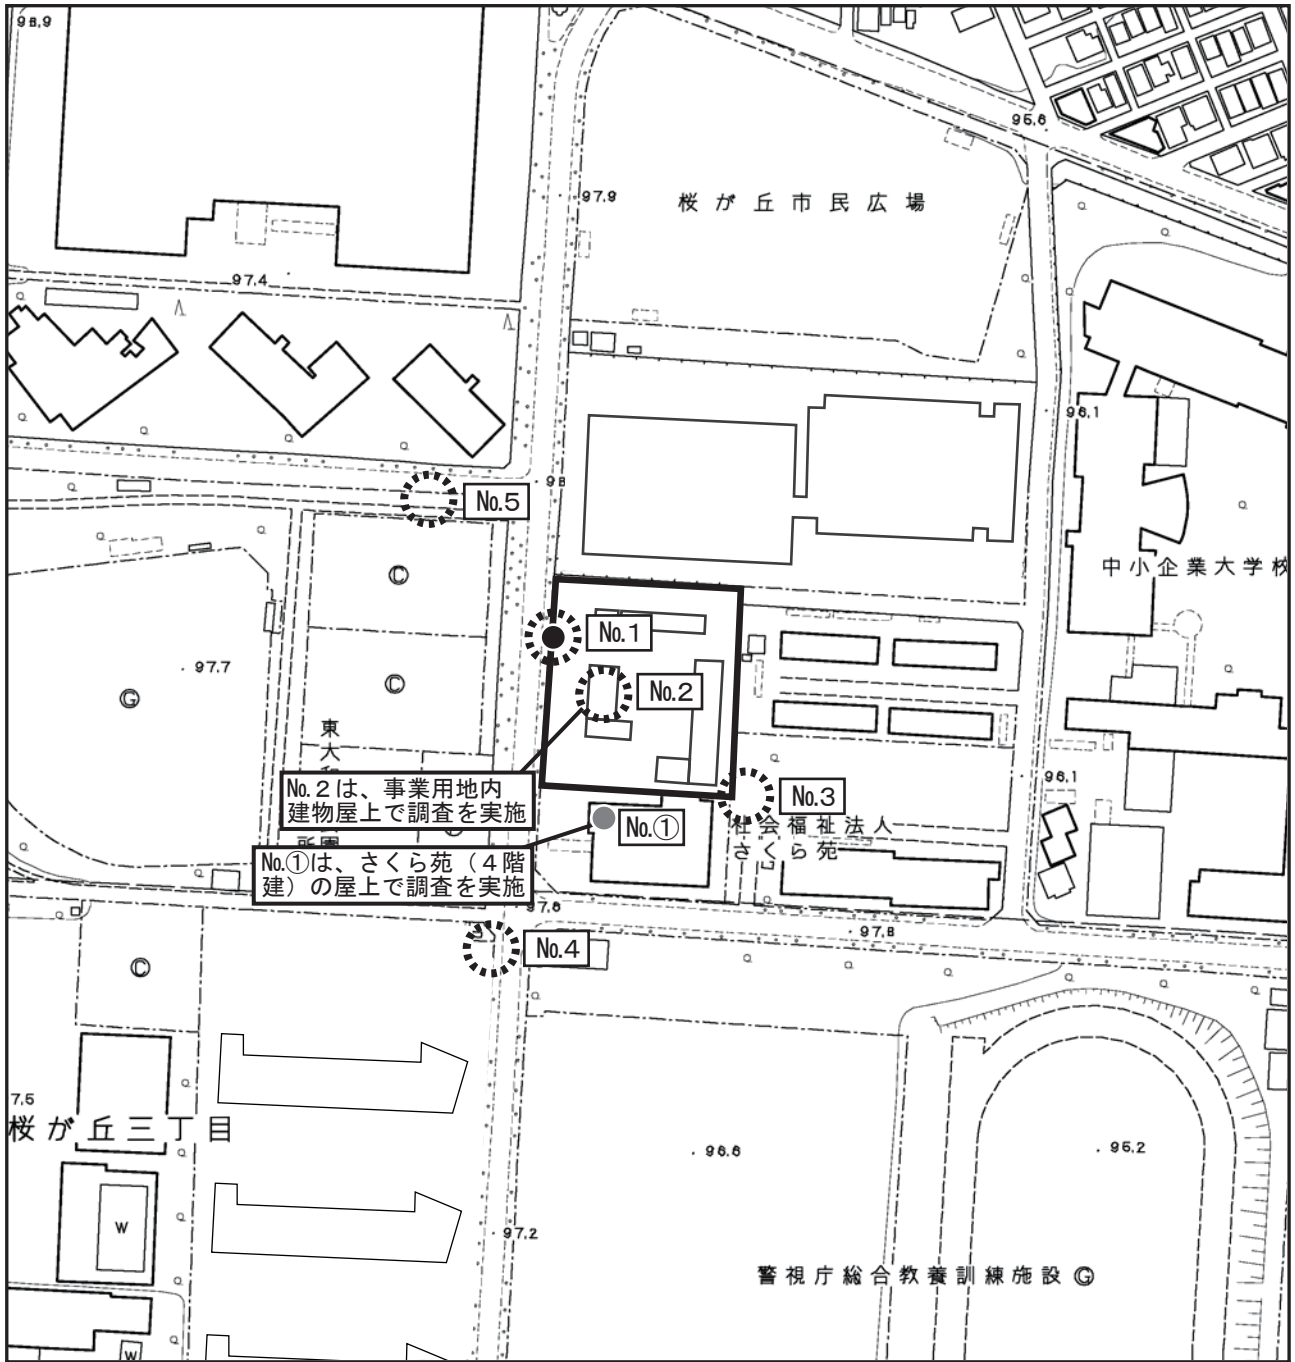 98.9
95.6
97.9
桜が丘市民広場
97.4
96.1
No.5
98
中小企業大学校
C
No.1
97.7
C
No.2
G
東大和
No.2は、事業用地内
建物屋上で調査を実施
96.1
No.3
No.①
社会福祉法人
さくら苑
No.①は、さくら苑（4階
建）の屋上で調査を実施
97.6
97.8
No.4
C
7.5
桜が丘三丁目
96.6
95.2
W
97.2
警視庁総合教養訓練施設 G
W